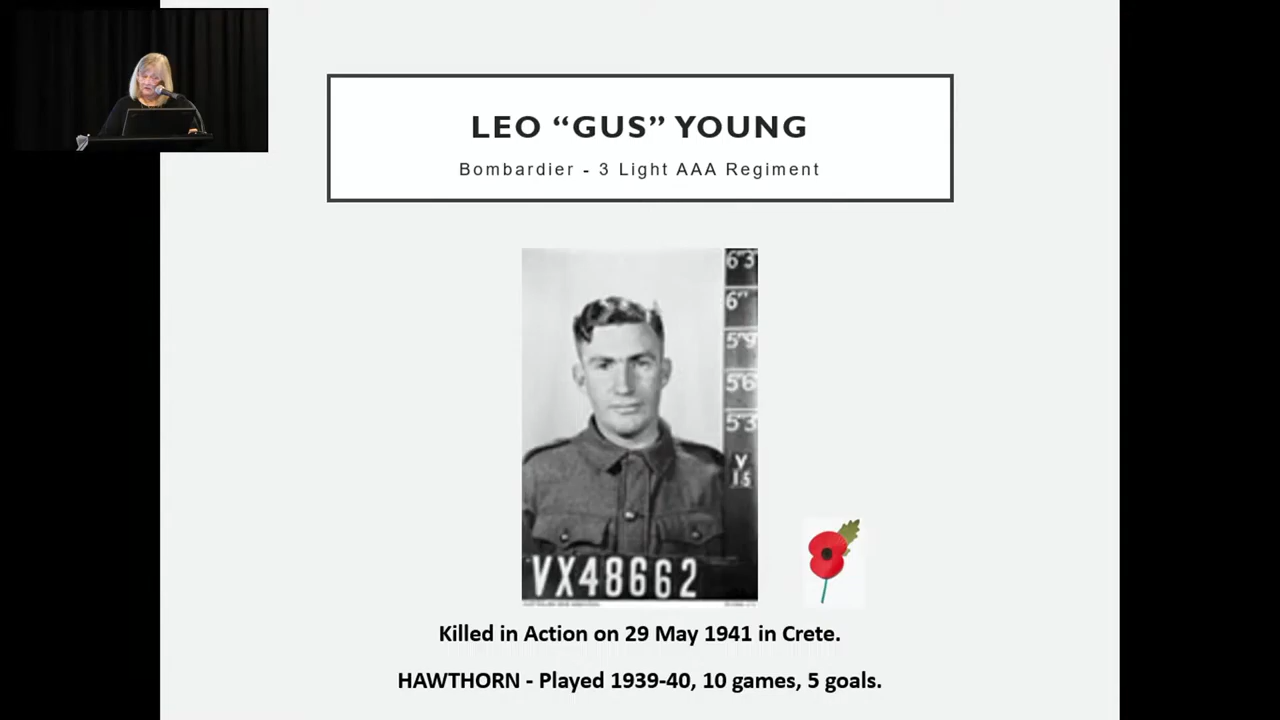 LEO “GUS” YOUNG
Bombardier - 3 Light AAA Regiment
6"3
6"
5"9
5"6
5"3
V
15
VX48662
Killed in Action on 29 May 1941 in Crete.
HAWTHORN - Played 1939-40, 10 games, 5 goals.